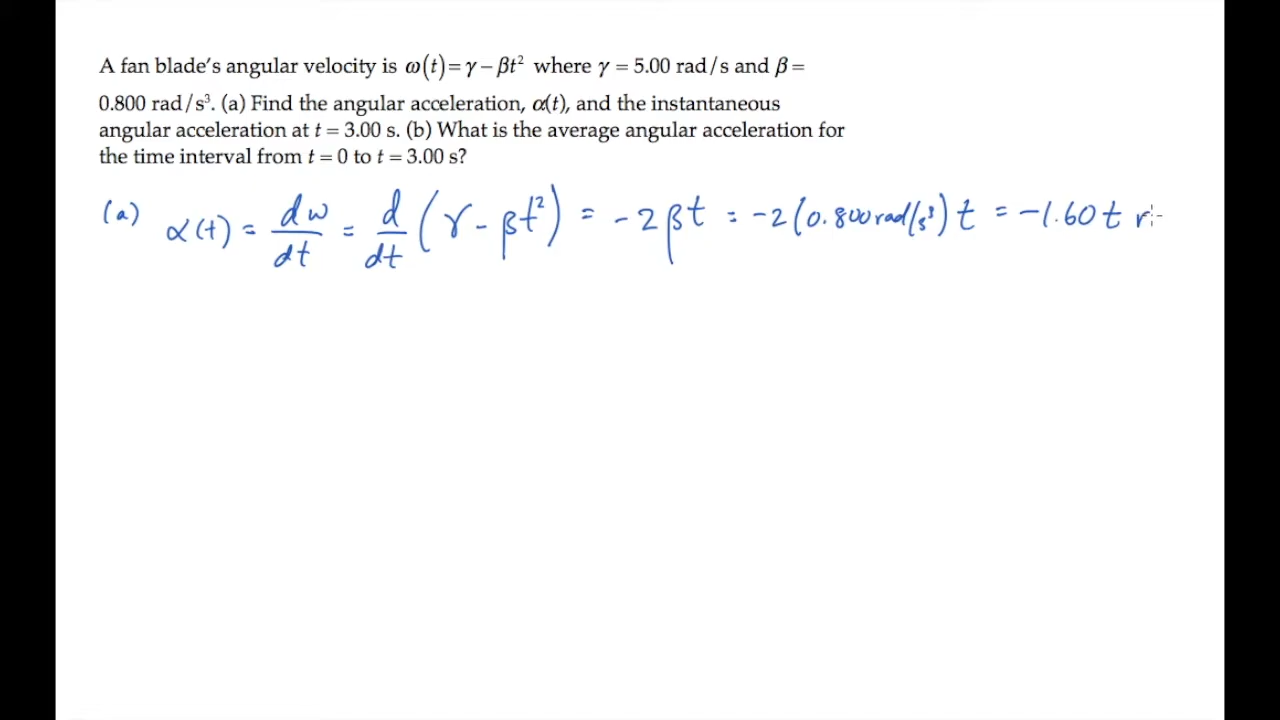 A fan blade's angular velocity is ω(t)=γ−βt² where γ = 5.00 rad/s and β =
0.800 rad/s³. (a) Find the angular acceleration, α(t), and the instantaneous
angular acceleration at t = 3.00 s. (b) What is the average angular acceleration for
the time interval from t = 0 to t = 3.00 s?
(a) α(t) = dω/dt = d/dt (γ - βt²) = -2βt = -2(0.800 rad/s³)t = -1.60t r